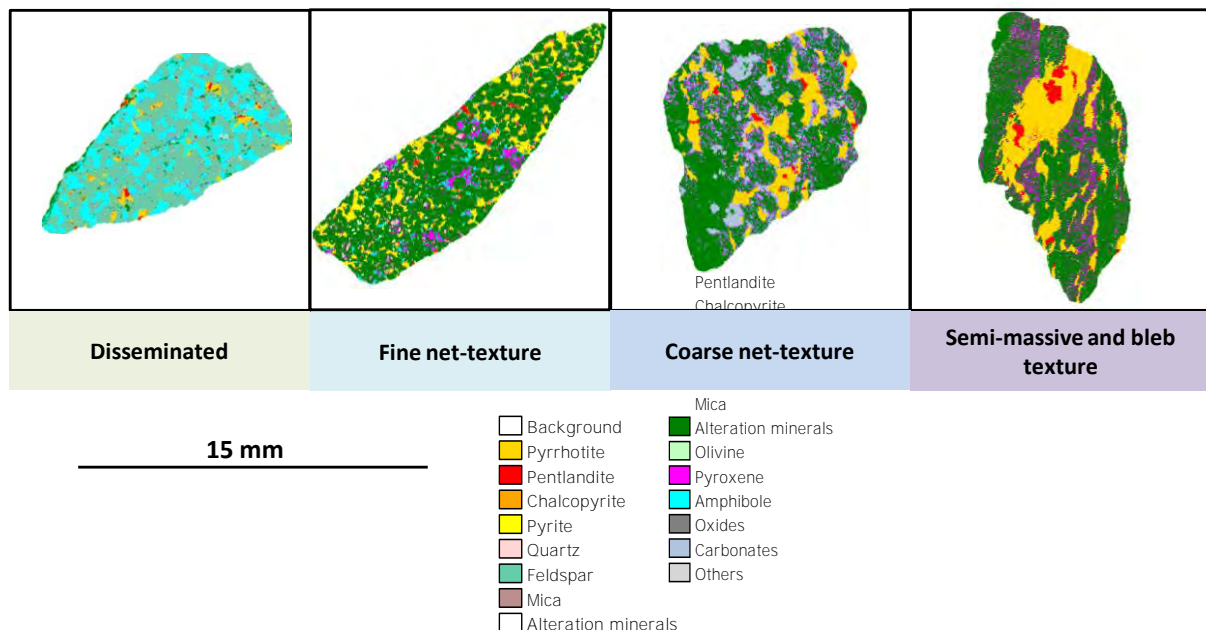 Pentlandite
Chalcopyrite
Disseminated
Fine net-texture
Coarse net-texture
Semi-massive and bleb
texture
15 mm
Background
Pyrrhotite
Pentlandite
Chalcopyrite
Pyrite
Quartz
Feldspar
Mica
Alteration minerals
Mica
Alteration minerals
Olivine
Pyroxene
Amphibole
Oxides
Carbonates
Others